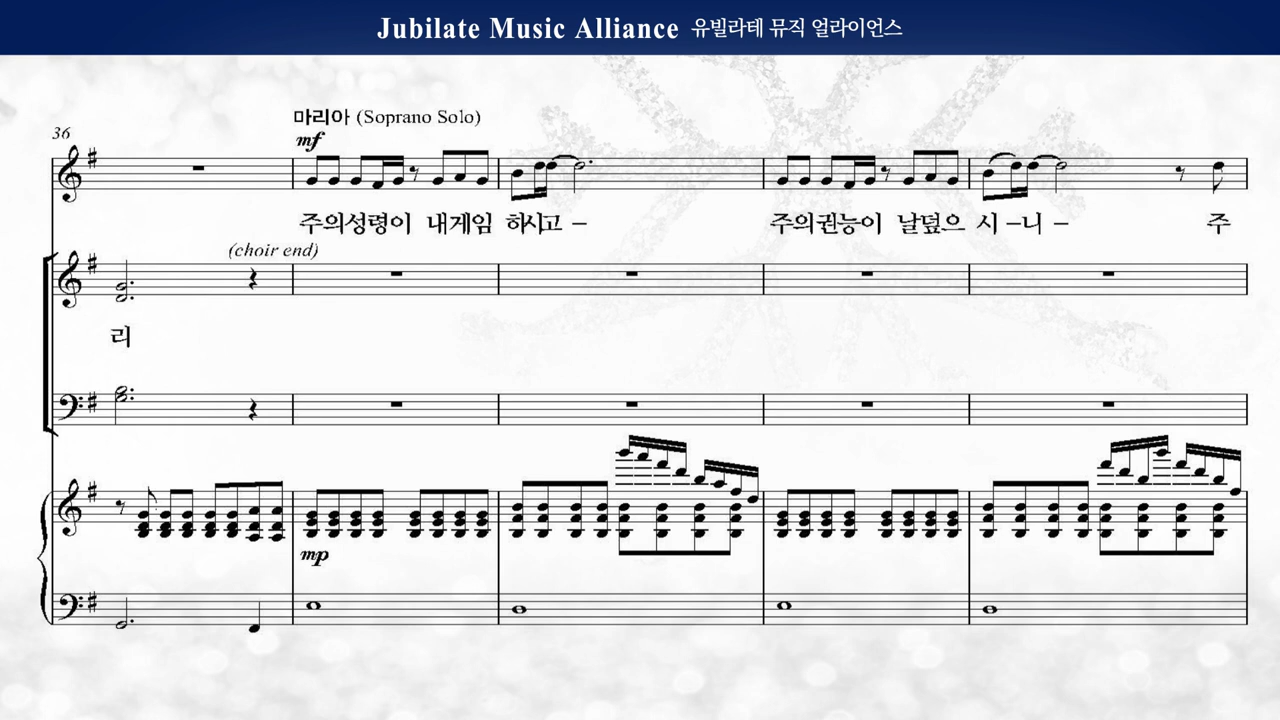 Jubilate Music Alliance 유빌라테 뮤직 얼라이언스
마리아 (Soprano Solo)
36
mf
주의성령이 내게임 하시고 – 주의권능이 날덮으 시 – 니 – 주
(choir end)
리
mp